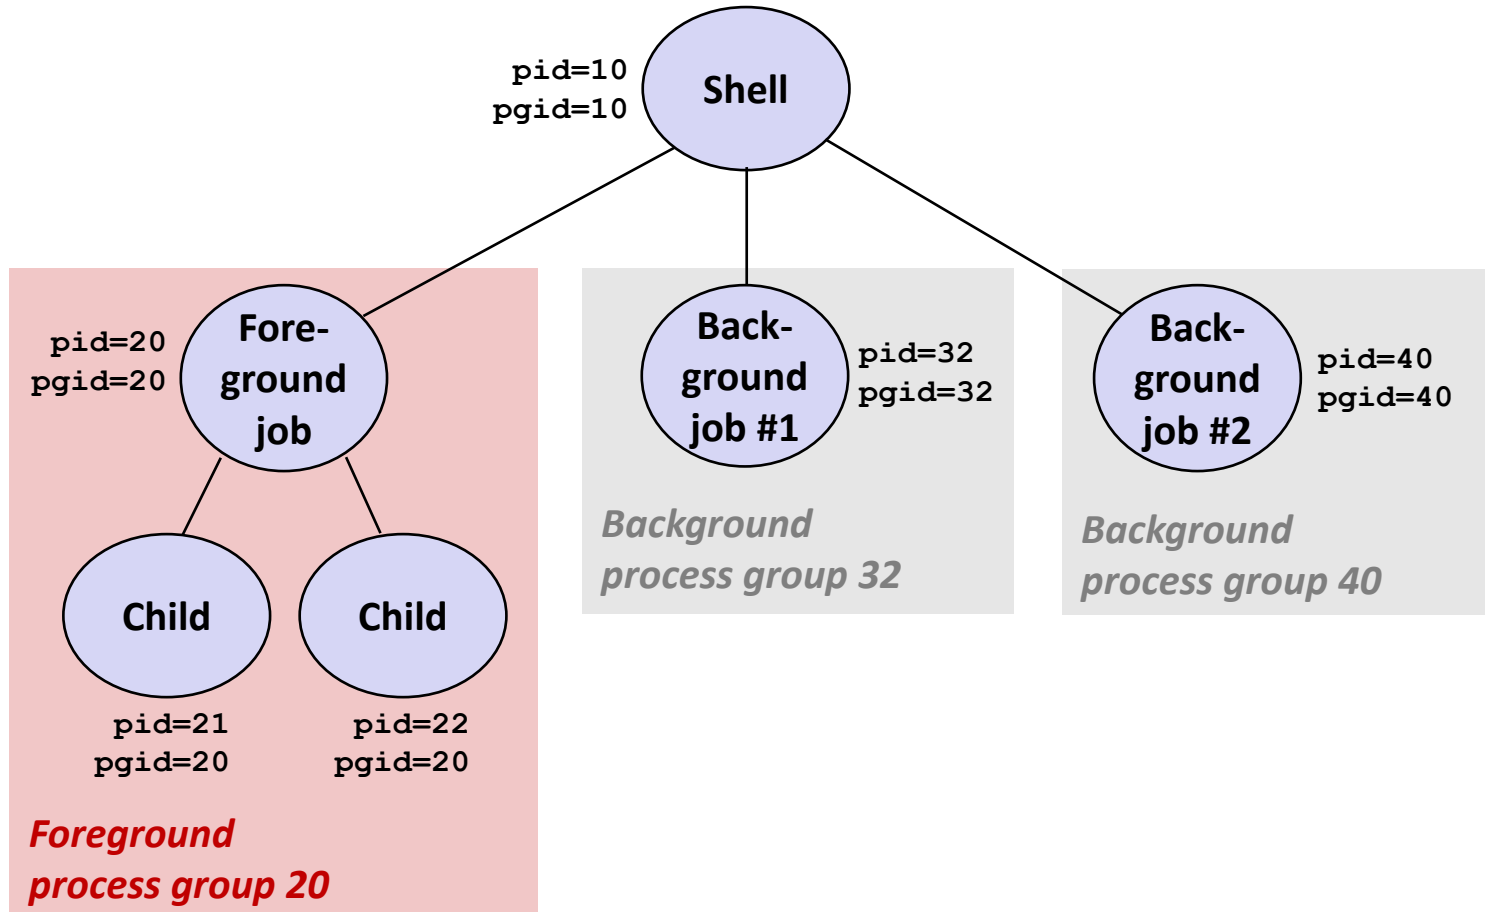 pid=10
pgid=10
Shell
pid=20
pgid=20
Fore-
ground
job
Back-
ground
job #1
pid=32
pgid=32
Back-
ground
job #2
pid=40
pgid=40
Background
process group 32
Background
process group 40
Child
Child
pid=21
pgid=20
pid=22
pgid=20
Foreground
process group 20